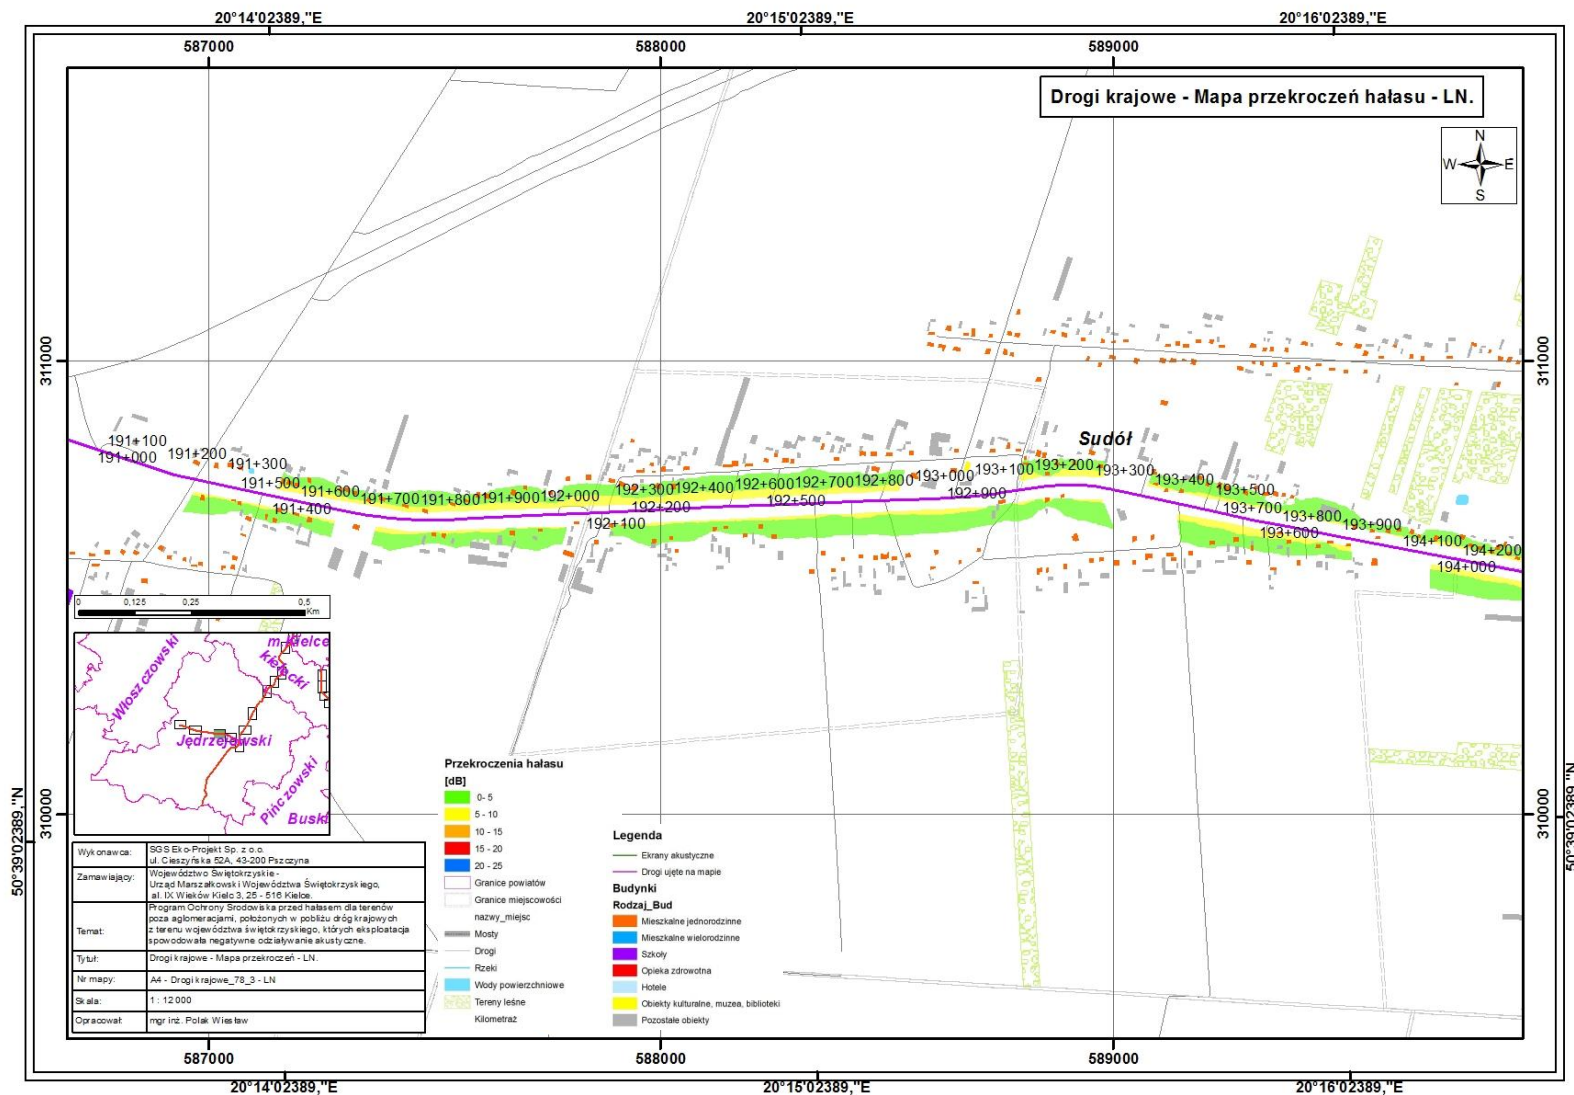 20°14'02389,"E 20°15'02389,"E 20°16'02389,"E
587000 588000 589000
Drogi krajowe - Mapa przekroczeń hałasu - LN.
N
W E
S
311000 311000
Sudół
191+100
191+000
191+200
191+300
191+500
191+400
191+600
191+700
191+800
191+900
192+000
192+100
192+300
192+200
192+400
192+600
192+500
192+700
192+800
193+000
192+900
193+100
193+200
193+300
193+400
193+500
193+700
193+600
193+800
193+900
194+100
194+000
194+200
0 0,125 0,25 0,5
Km
m. Kielce
kielecki
Włoszczowski
Jędrzejowski
Pińczowski
Buski
310000 310000
50°39'02389,"N 50°39'02389,"N
Przekroczenia hałasu
[dB]
0- 5
5 - 10
10 - 15
15 - 20
20 - 25
Granice powiatów
Granice miejscowości
nazwy_miejsc
Mosty
Drogi
Rzeki
Wody powierzchniowe
Tereny leśne
Kilometraż
Legenda
Ekrany akustyczne
Drogi ujęte na mapie
Budynki
Rodzaj_Bud
Mieszkalne jednorodzinne
Mieszkalne wielorodzinne
Szkoły
Opieka zdrowotna
Hotele
Obiekty kulturalne, muzea, biblioteki
Pozostałe obiekty
Wykonawca: SGS Eko-Projekt Sp. z o.o.
ul. Cieszyńska 52A, 43-200 Pszczyna
Zamawiający: Województwo Świętokrzyskie -
Urząd Marszałkowski Województwa Świętokrzyskiego,
al. IX Wieków Kielc 3, 25 - 516 Kielce.
Temat: Program Ochrony Środowiska przed hałasem dla terenów
poza aglomeracjami, położonych w pobliżu dróg krajowych
z terenu województwa świętokrzyskiego, których eksploatacja
spowodowała negatywne oddziaływanie akustyczne.
Tytuł: Drogi krajowe - Mapa przekroczeń - LN.
Nr mapy: A4 - Drogi krajowe_78_3 - LN
Skala: 1 : 12 000
Opracował: mgr inż. Polak Wiesław
587000 588000 589000
20°14'02389,"E 20°15'02389,"E 20°16'02389,"E